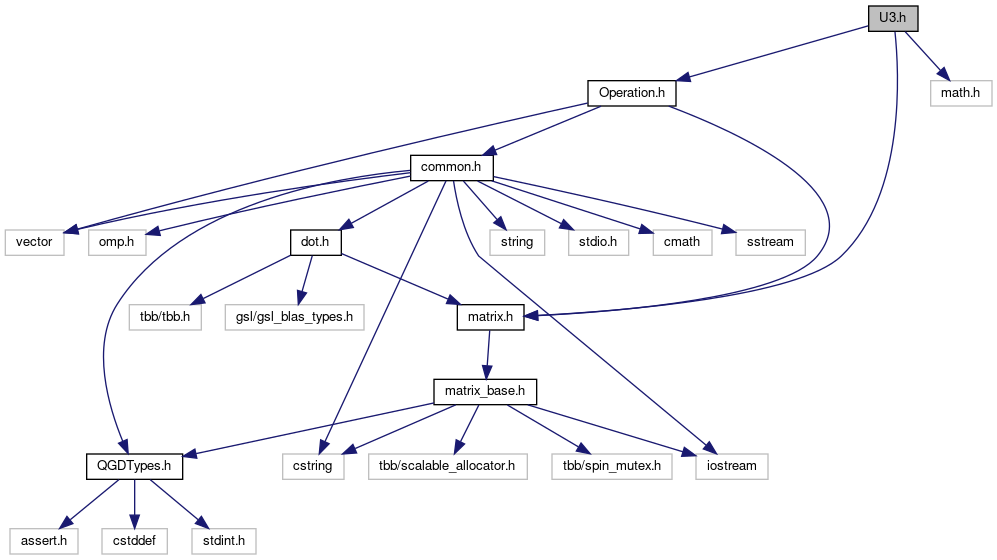 U3.h
Operation.h
math.h
common.h
vector
omp.h
dot.h
string
stdio.h
cmath
sstream
tbb/tbb.h
gsl/gsl_blas_types.h
matrix.h
matrix_base.h
QGDTypes.h
cstring
tbb/scalable_allocator.h
tbb/spin_mutex.h
iostream
assert.h
cstddef
stdint.h